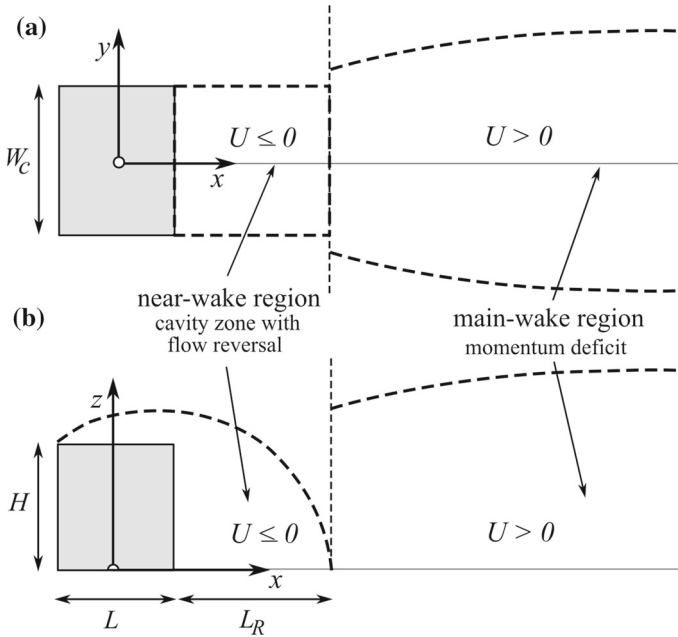 (a)
y
U ≤ 0
U > 0
W_c
x
near-wake region
cavity zone with
flow reversal
main-wake region
momentum deficit
(b)
z
H
U ≤ 0
U > 0
x
L
L_R